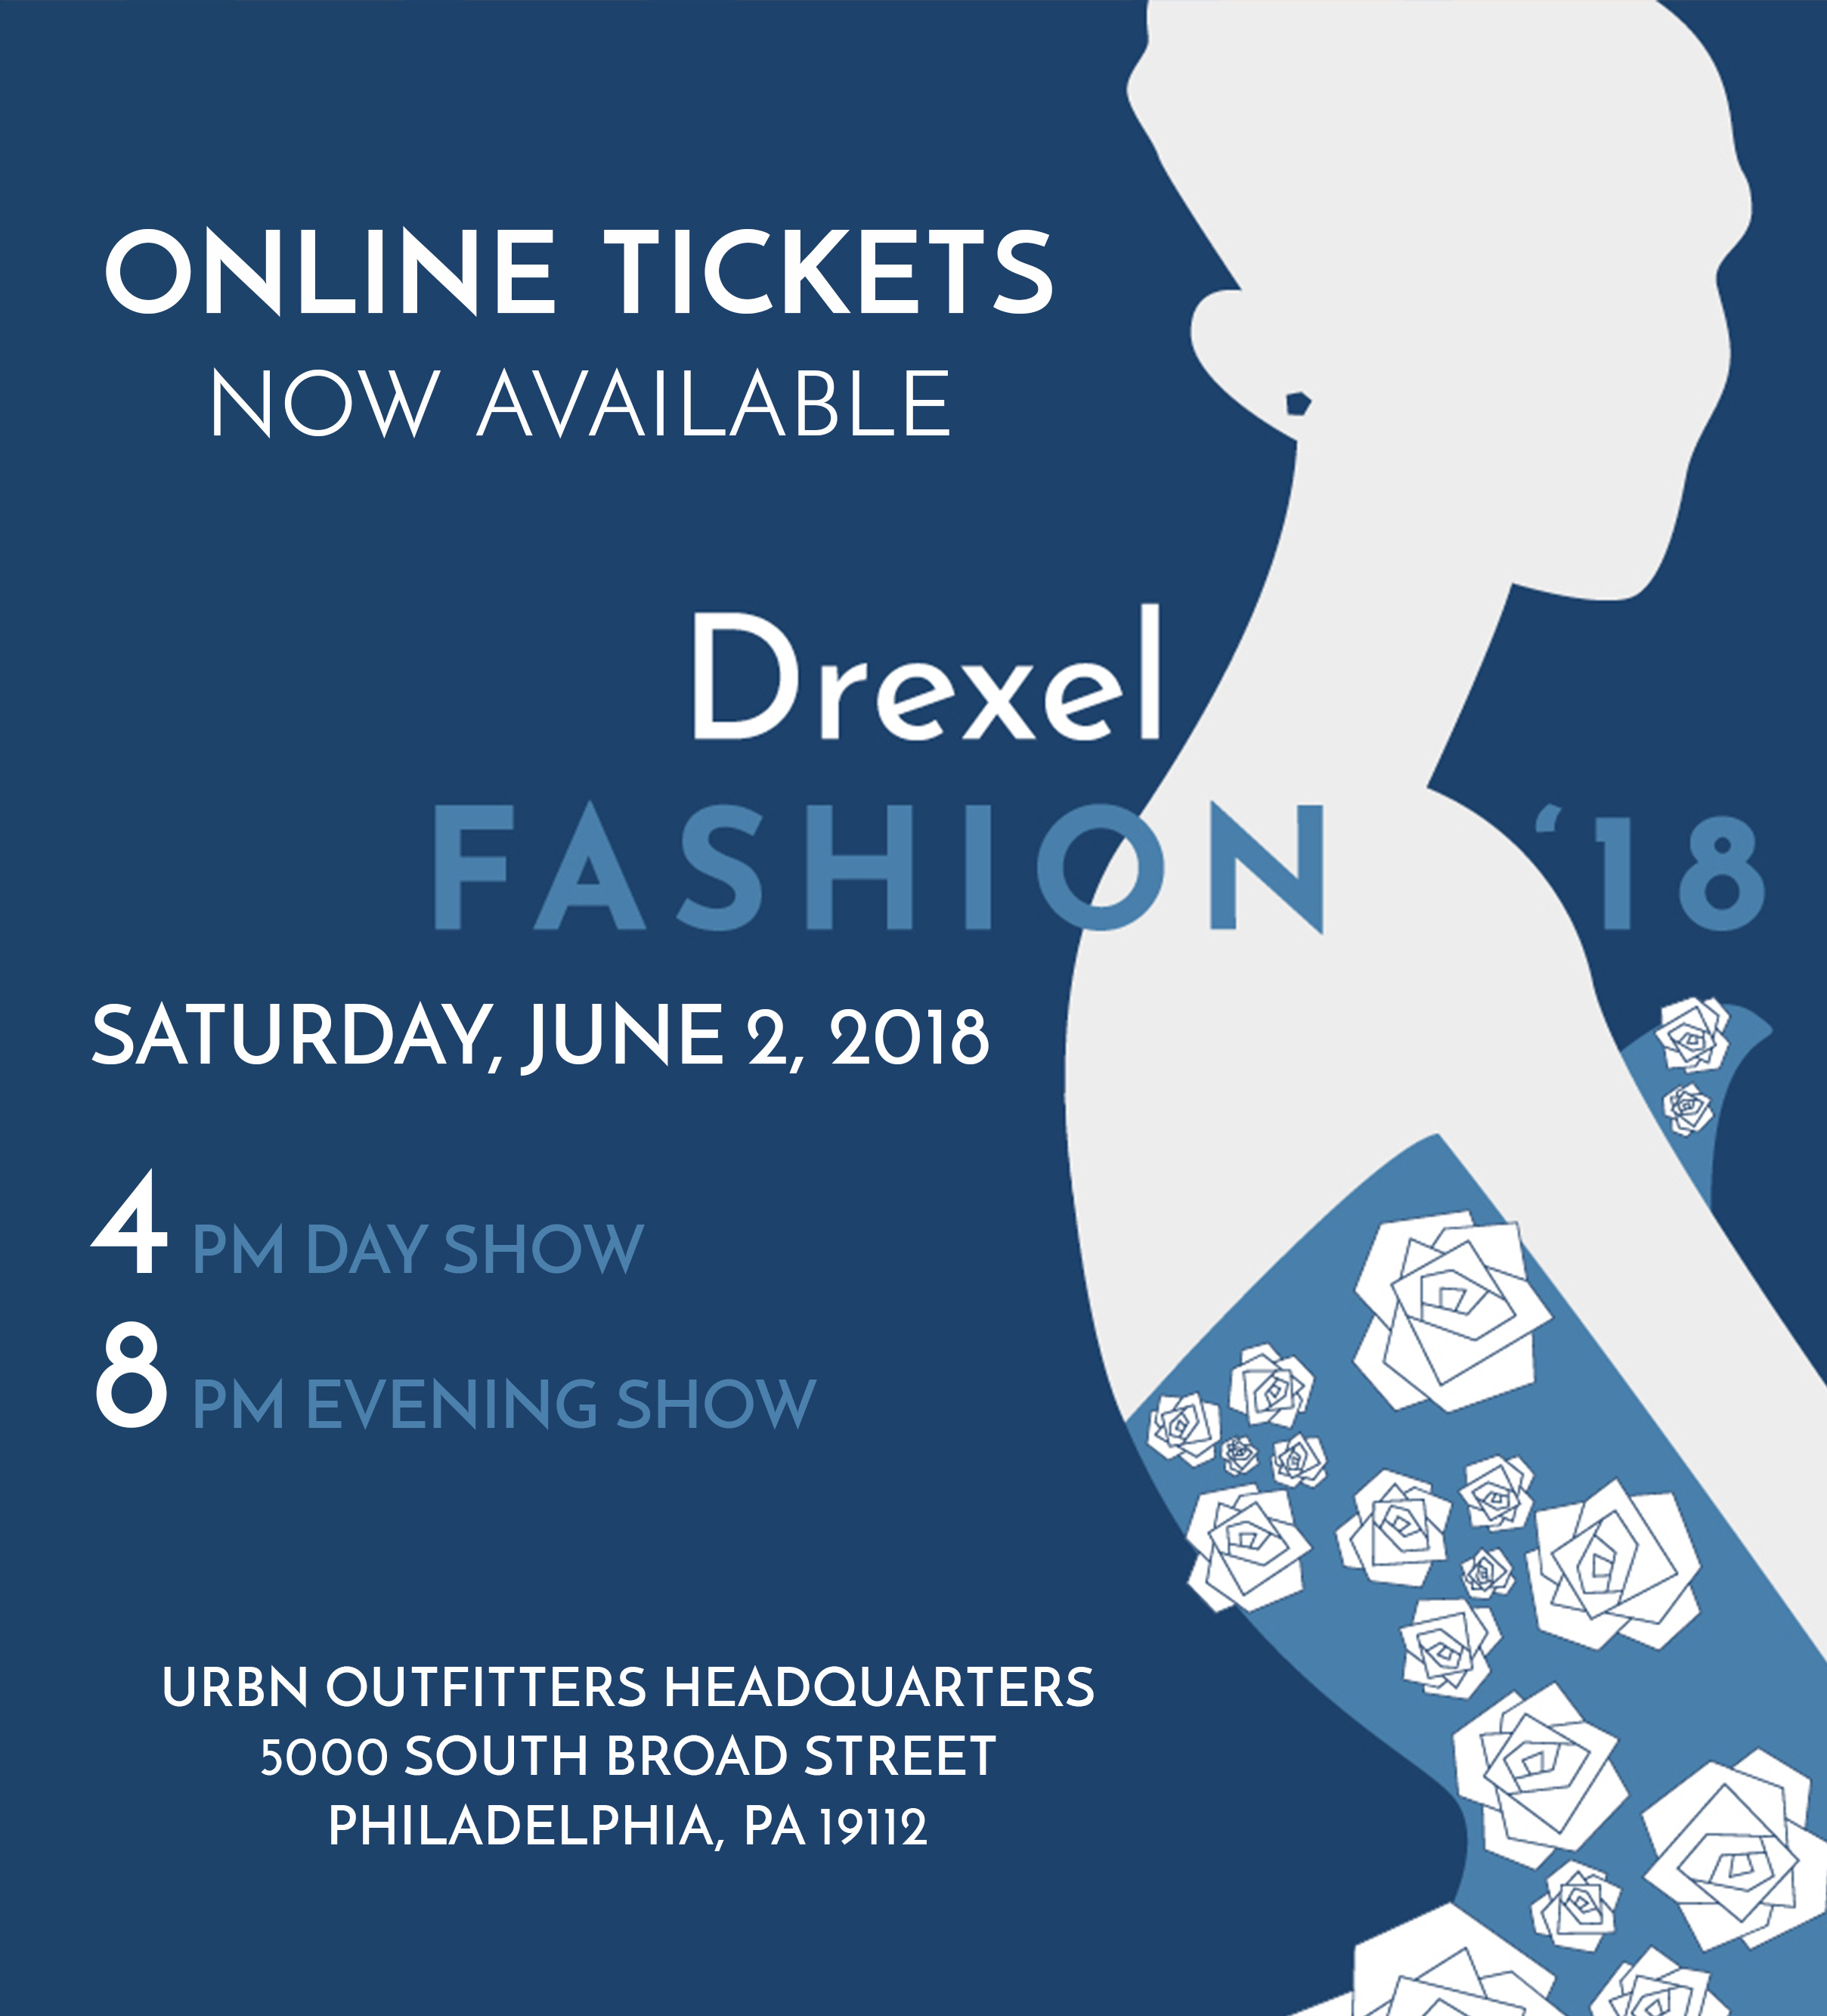 ONLINE TICKETS
NOW AVAILABLE
Drexel
FASHION ‘18
SATURDAY, JUNE 2, 2018
4 PM DAY SHOW
8 PM EVENING SHOW
URBN OUTFITTERS HEADQUARTERS
5000 SOUTH BROAD STREET
PHILADELPHIA, PA 19112